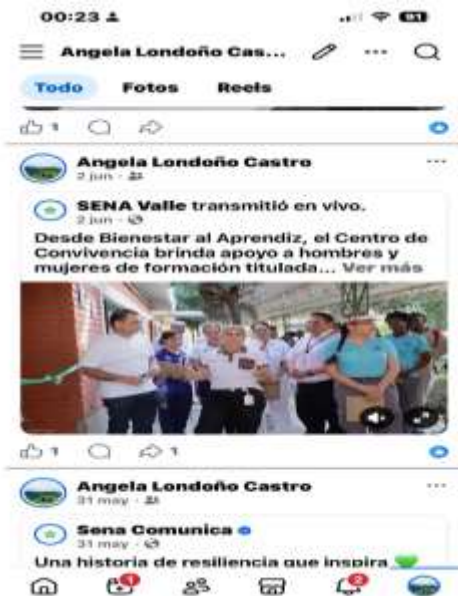 00:23
Angela Londoño Cas...
Todo Fotos Reels
1
Angela Londoño Castro
2 jun
SENA Valle transmitió en vivo.
2 jun
Desde Bienestar al Aprendiz, el Centro de
Convivencia brinda apoyo a hombres y
mujeres de formación titulada... Ver más
1 1
Angela Londoño Castro
31 may
Sena Comunica
31 may
Una historia de resiliencia que inspira
1 2